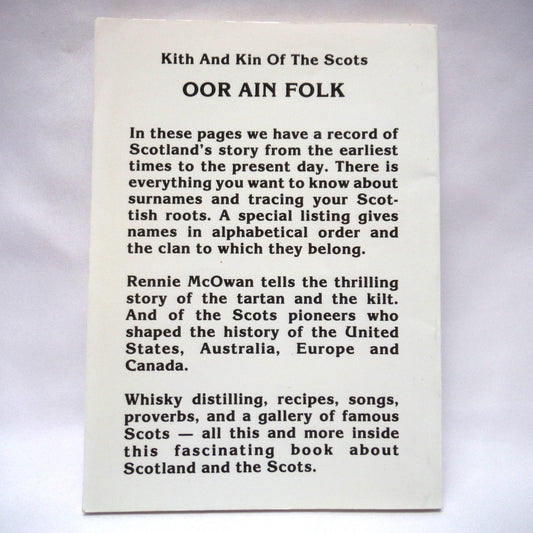 Kith And Kin Of The Scots
OOR AIN FOLK
In these pages we have a record of
Scotland's story from the earliest
times to the present day. There is
everything you want to know about
surnames and tracing your Scot-
tish roots. A special listing gives
names in alphabetical order and
the clan to which they belong.
Rennie McOwan tells the thrilling
story of the tartan and the kilt.
And of the Scots pioneers who
shaped the history of the United
States, Australia, Europe and
Canada.
Whisky distilling, recipes, songs,
proverbs, and a gallery of famous
Scots — all this and more inside
this fascinating book about
Scotland and the Scots.